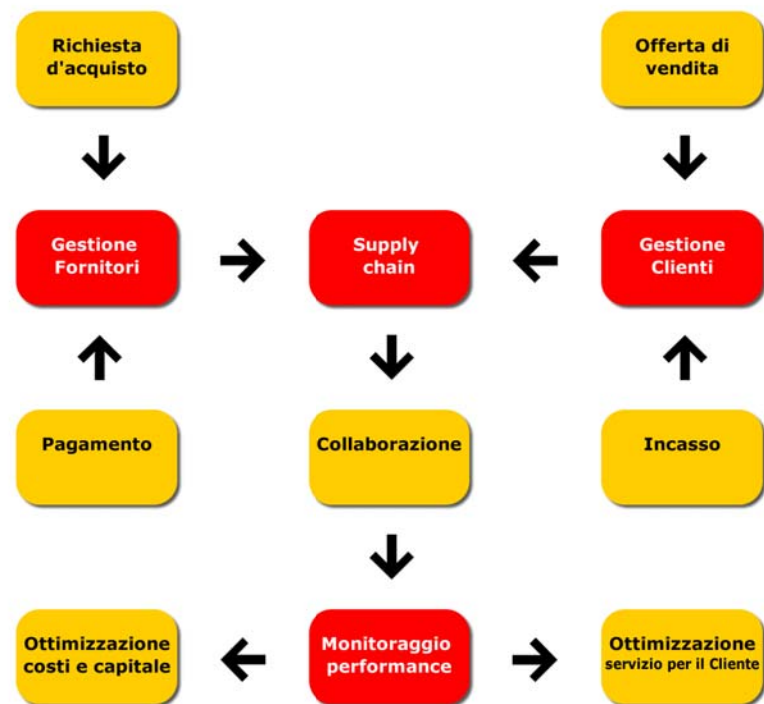 Richiesta
d'acquisto
Offerta di
vendita
Gestione
Fornitori
Supply
chain
Gestione
Clienti
Pagamento
Collaborazione
Incasso
Ottimizzazione
costi e capitale
Monitoraggio
performance
Ottimizzazione
servizio per il Cliente